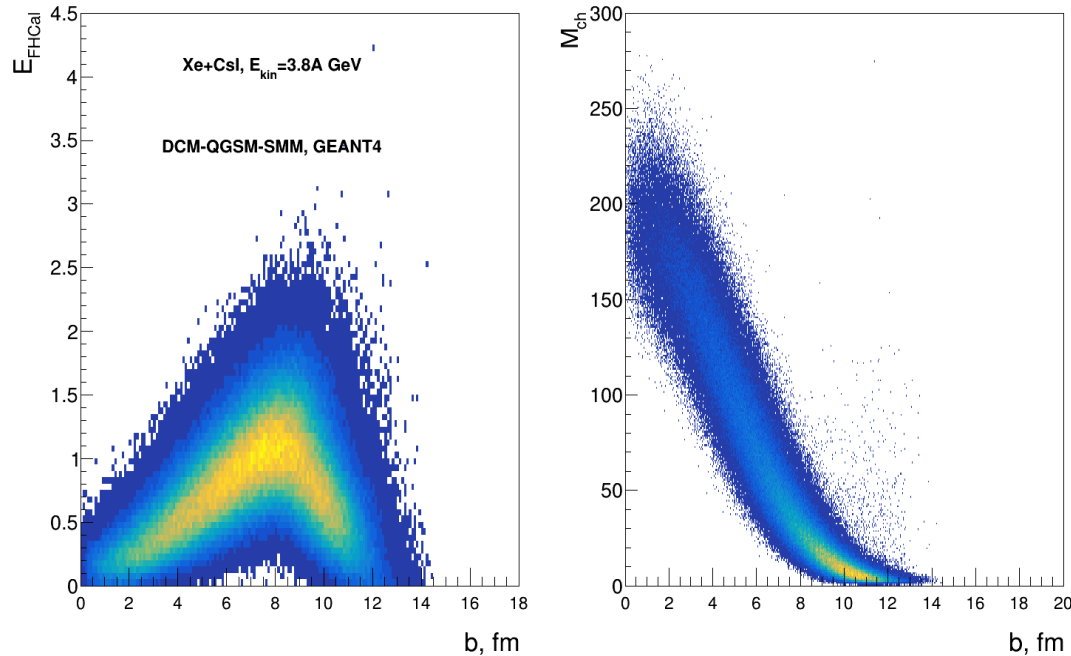 E_FHCal
4.5
4
3.5
3
2.5
2
1.5
1
0.5
0
Xe+CsI, E_kin=3.8A GeV
DCM-QGSM-SMM, GEANT4
0 2 4 6 8 10 12 14 16 18
b, fm
M_ch
300
250
200
150
100
50
0
0 2 4 6 8 10 12 14 16 18 20
b, fm